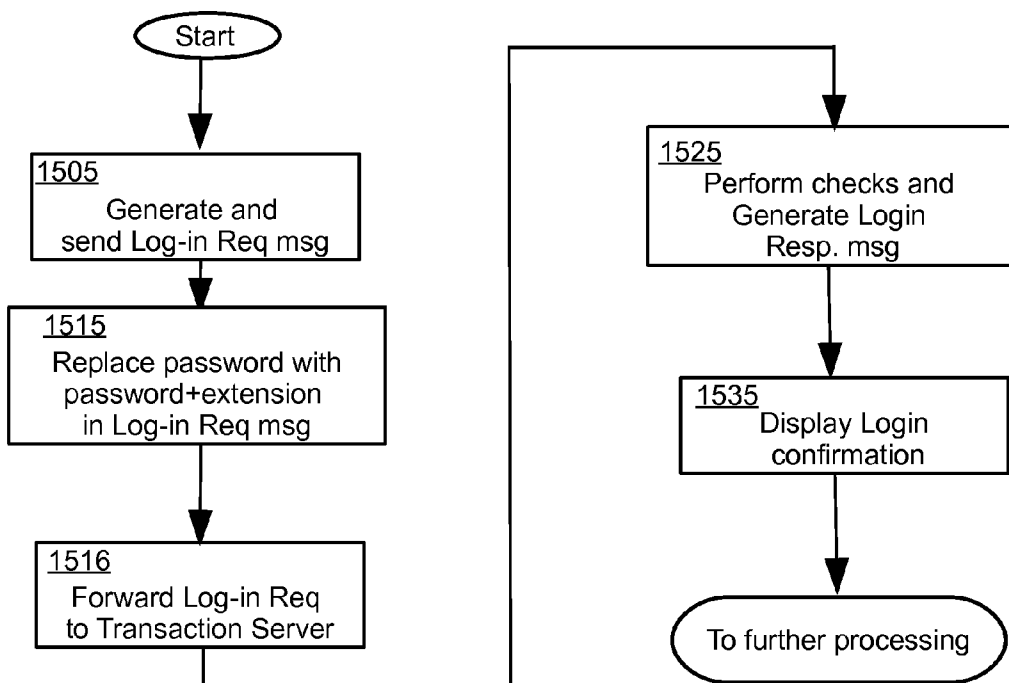 Start
1505
Generate and
send Log-in Req msg
1515
Replace password with
password+extension
in Log-in Req msg
1516
Forward Log-in Req
to Transaction Server
1525
Perform checks and
Generate Login
Resp. msg
1535
Display Login
confirmation
To further processing